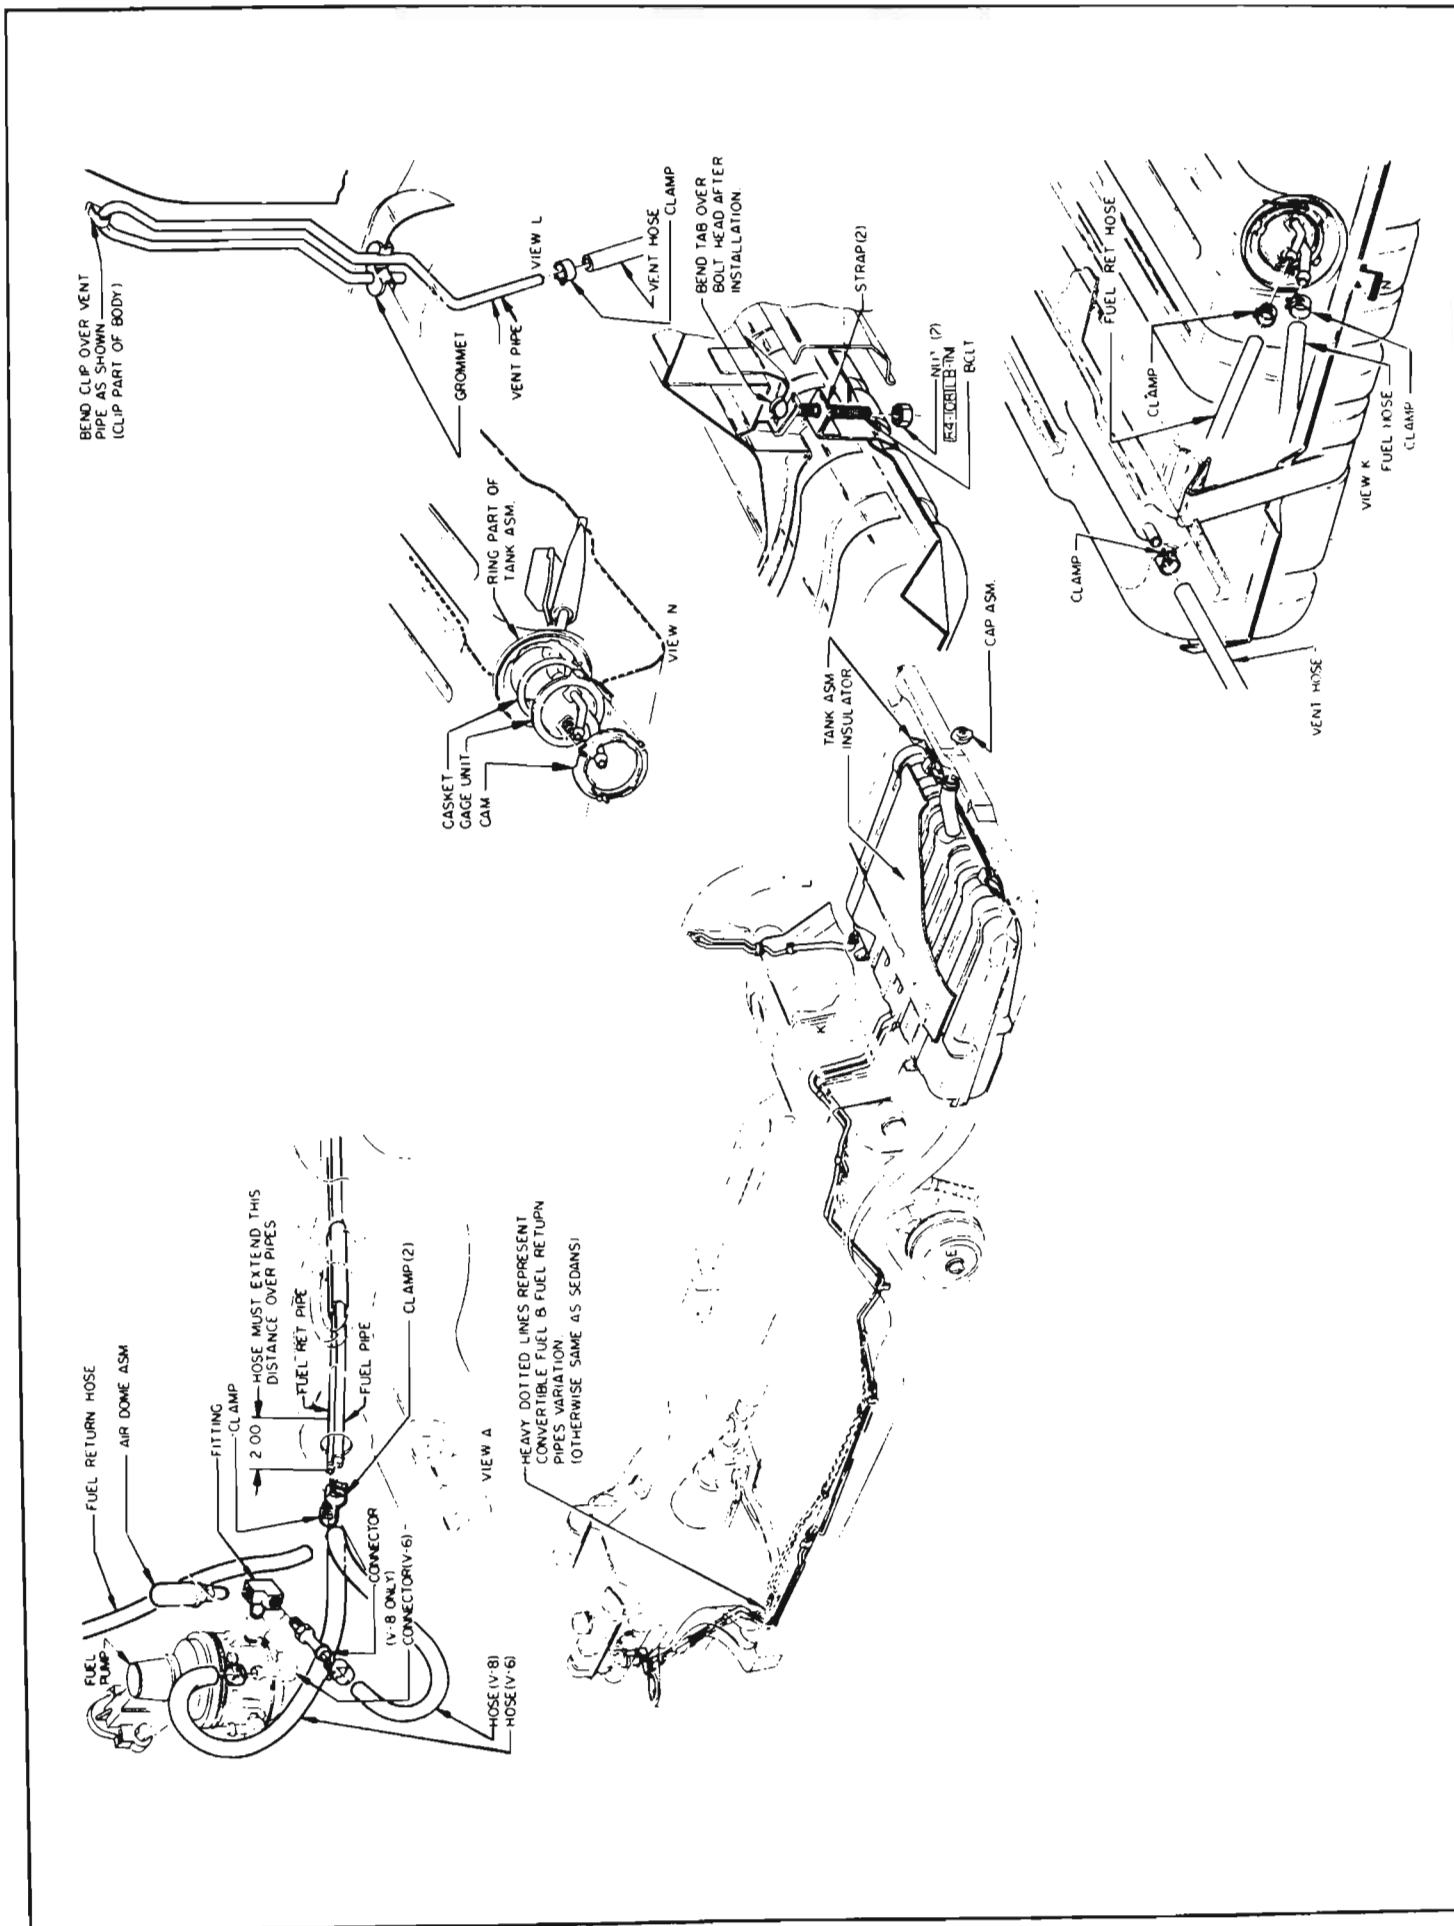 FUEL RETURN HOSE
AIR DOME ASM
FITTING
CLAMP
2.00
HOSE MUST EXTEND THIS
DISTANCE OVER PIPES
FUEL RET PIPE
FUEL PIPE
CLAMP (2)
FUEL
PUMP
CONNECTOR
(V-8 ONLY)
CONNECTOR (V-6)
HOSE (V-8)
HOSE (V-6)
VIEW A
HEAVY DOTTED LINES REPRESENT
CONVERTIBLE FUEL & FUEL RETURN
PIPES VARIATION.
(OTHERWISE SAME AS SEDANS)
BEND CLIP OVER VENT
PIPE AS SHOWN
(CLIP PART OF BODY)
GROMMET
VENT PIPE
VIEW L
VENT HOSE
CLAMP
RING PART OF
TANK ASM.
GASKET
GAGE UNIT
CAM
VIEW N
BEND TAB OVER
BOLT HEAD AFTER
INSTALLATION.
STRAP (2)
NUT (2)
BOLT
TANK ASM
INSULATOR
CAP ASM.
L
K
FUEL RET HOSE
CLAMP
CLAMP
VENT HOSE
VIEW K
FUEL HOSE
CLAMP
N